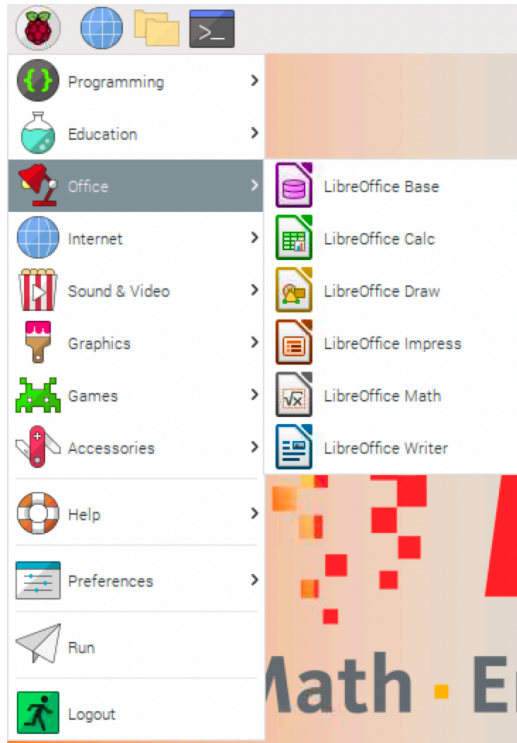 Programming
Education
Office
LibreOffice Base
Internet
LibreOffice Calc
Sound & Video
LibreOffice Draw
Graphics
LibreOffice Impress
Games
LibreOffice Math
Accessories
LibreOffice Writer
Help
Preferences
Run
Math · E
Logout